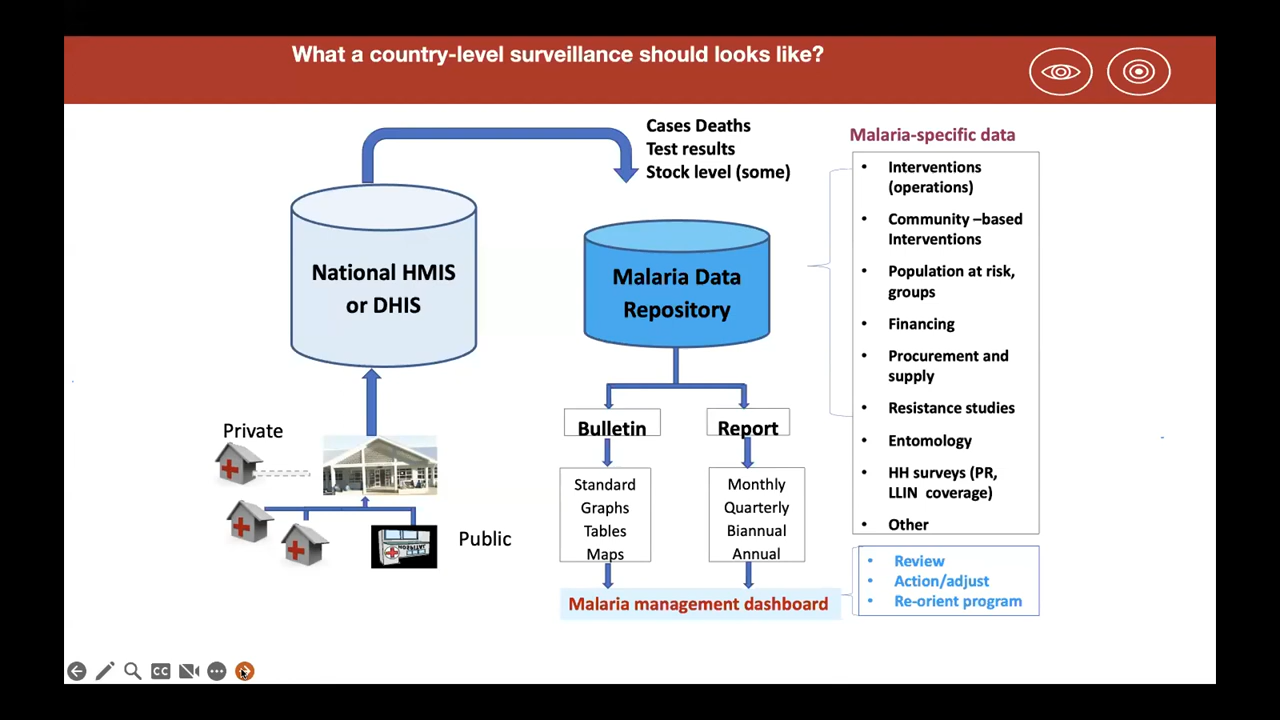 What a country-level surveillance should looks like?
Cases Deaths
Test results
Stock level (some)
National HMIS
or DHIS
Malaria Data
Repository
Private
Public
Bulletin
Report
Standard
Graphs
Tables
Maps
Monthly
Quarterly
Biannual
Annual
Malaria management dashboard
Malaria-specific data
• Interventions
(operations)
• Community –based
Interventions
• Population at risk,
groups
• Financing
• Procurement and
supply
• Resistance studies
• Entomology
• HH surveys (PR,
LLIN coverage)
• Other
• Review
• Action/adjust
• Re-orient program
CC